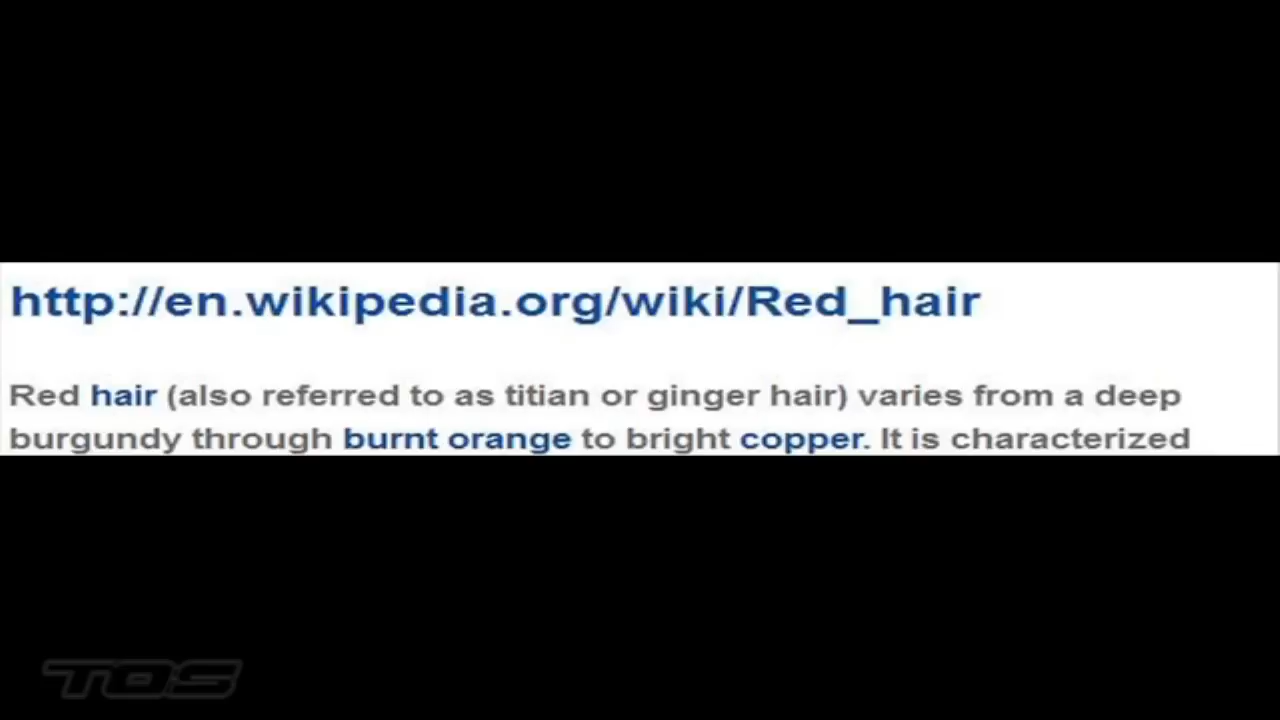 http://en.wikipedia.org/wiki/Red_hair
Red hair (also referred to as titian or ginger hair) varies from a deep
burgundy through burnt orange to bright copper. It is characterized
TOS